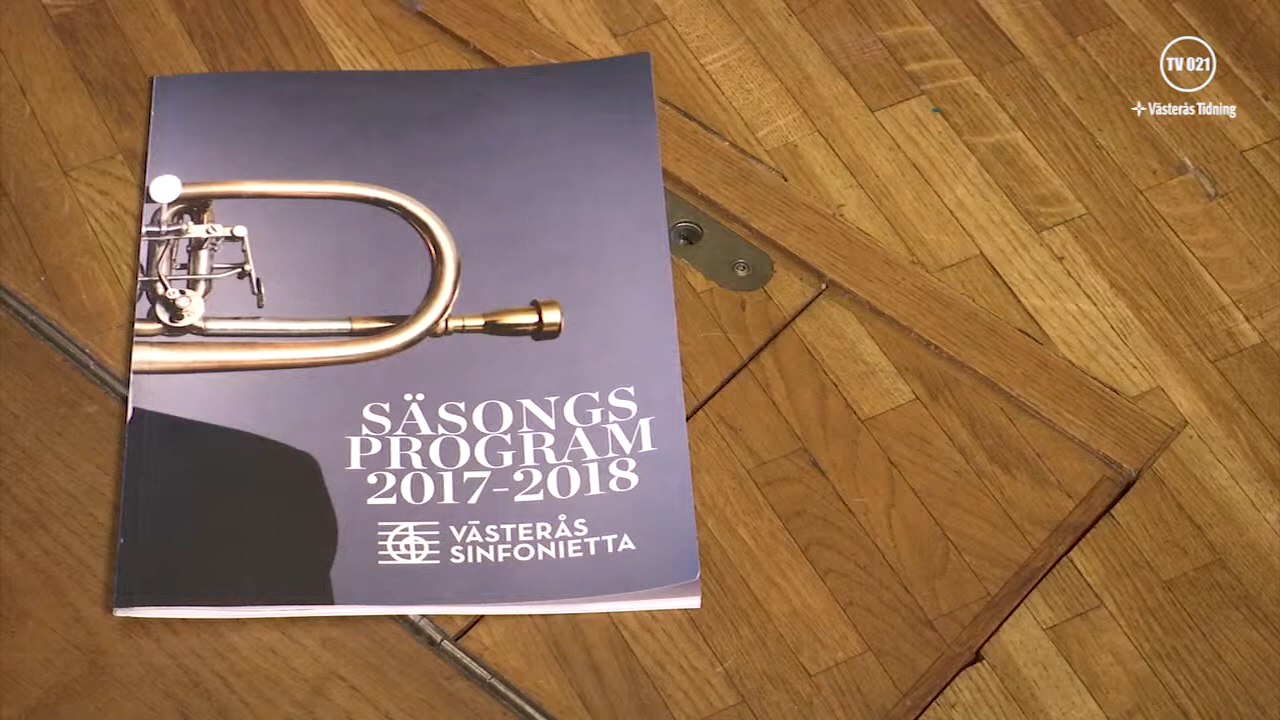 TV 021
Västerås Tidning
SÄSONGS
PROGRAM
2017-2018
VÄSTERÅS
SINFONIETTA